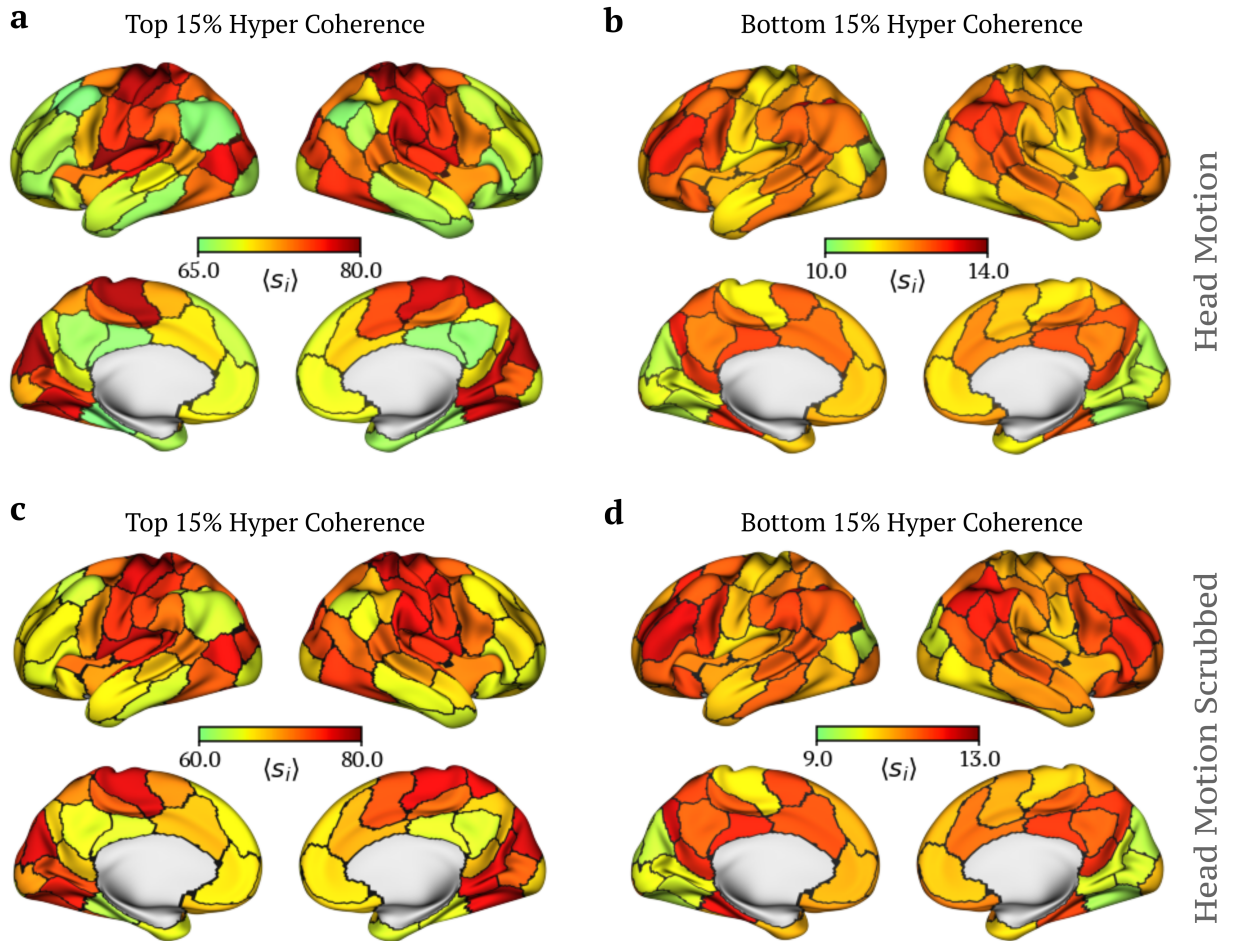 a
Top 15% Hyper Coherence
b
Bottom 15% Hyper Coherence
65.0
80.0
⟨s_i⟩
10.0
14.0
⟨s_i⟩
Head Motion
c
Top 15% Hyper Coherence
d
Bottom 15% Hyper Coherence
60.0
80.0
⟨s_i⟩
9.0
13.0
⟨s_i⟩
Head Motion Scrubbed